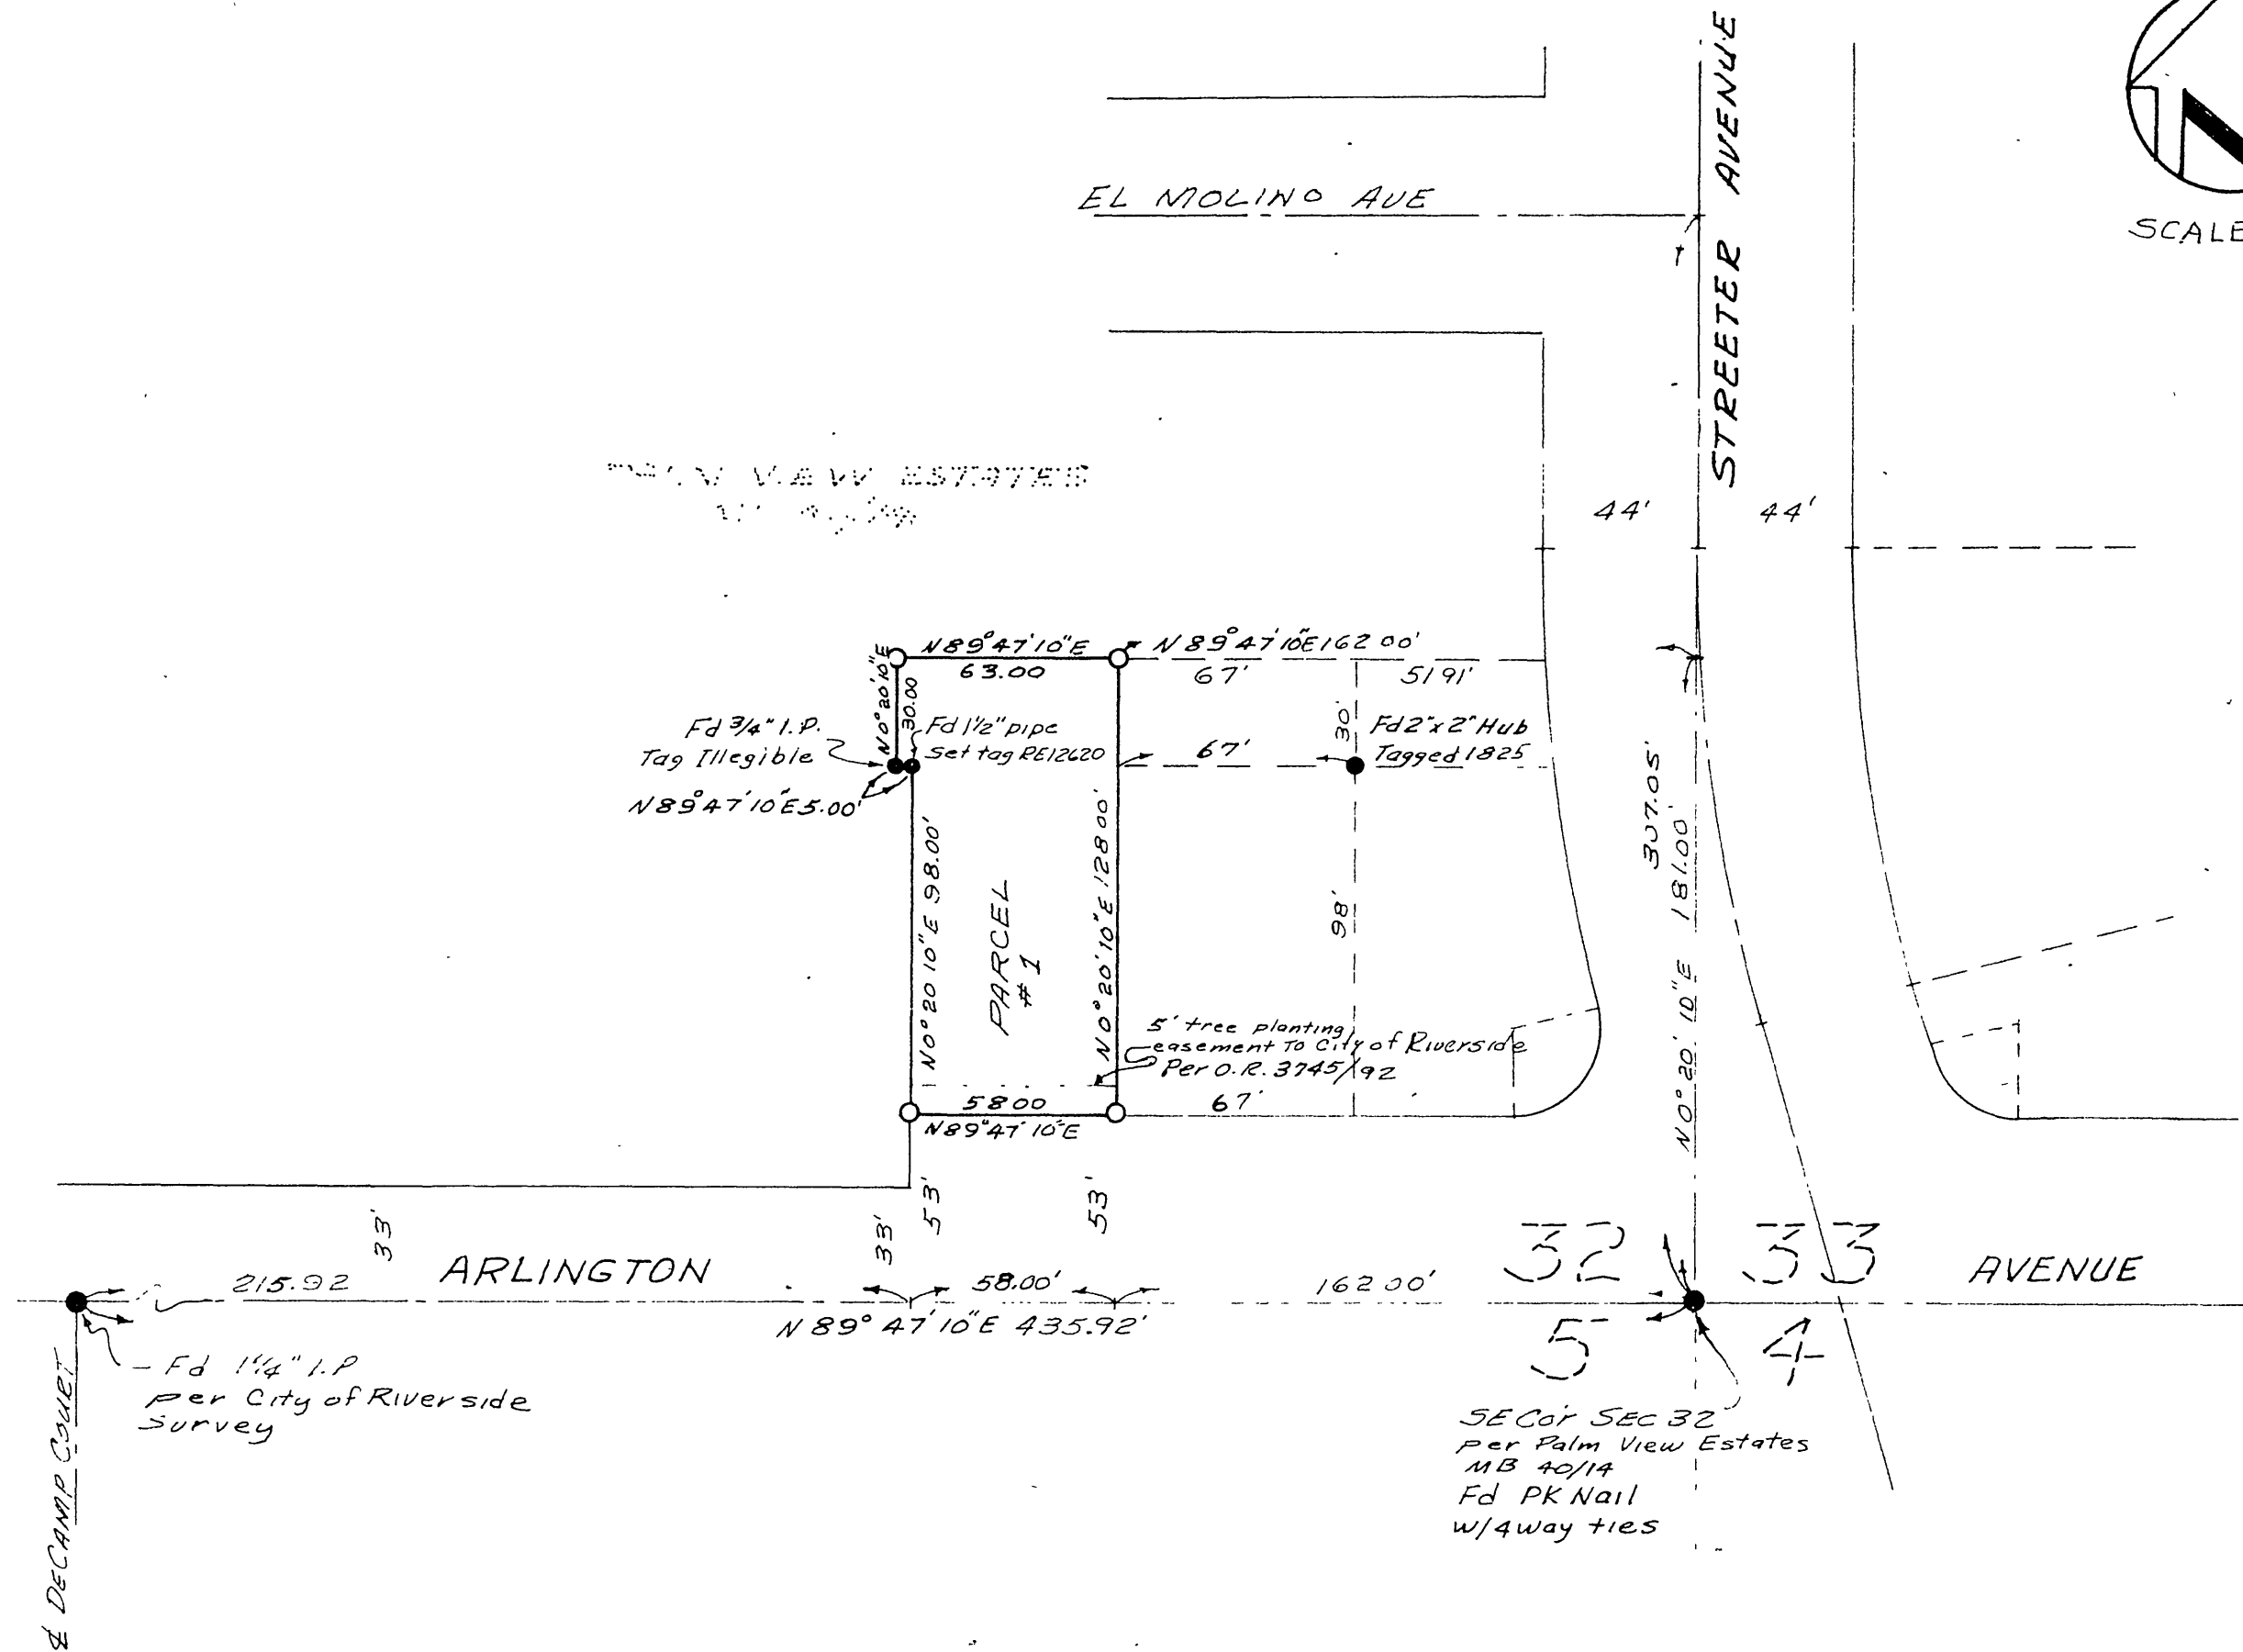 STREETER AVENUE
EL MOLINO AVE
SCALE
VIEW ESTATES
44'
44'
N89°47'10"E
63.00
N89°47'10"E 162.00'
67'
51.91'
N0°20'10"E
30.00
Fd 3/4" I.P.
Tag Illegible
Fd 1½" pipe
Set tag RE12620
67'
30'
Fd 2"x2" Hub
Tagged 1825
N89°47'10"E 5.00'
N0°20'10"E 98.00'
PARCEL
# 1
N0°20'10"E 128.00'
98'
307.05'
N0°20'10"E 181.00'
5' tree planting
easement To City of Riverside
Per O.R. 3745/92
58.00
N89°47'10"E
67'
33'
33'
53'
53'
32
33
215.92
ARLINGTON
58.00'
162.00'
AVENUE
N 89°47'10"E 435.92'
5
4
Fd 1¼" I.P
per City of Riverside
Survey
℄ DECAMP COURT
SE Cor SEC 32
per Palm View Estates
MB 40/14
Fd PK Nail
w/4way ties